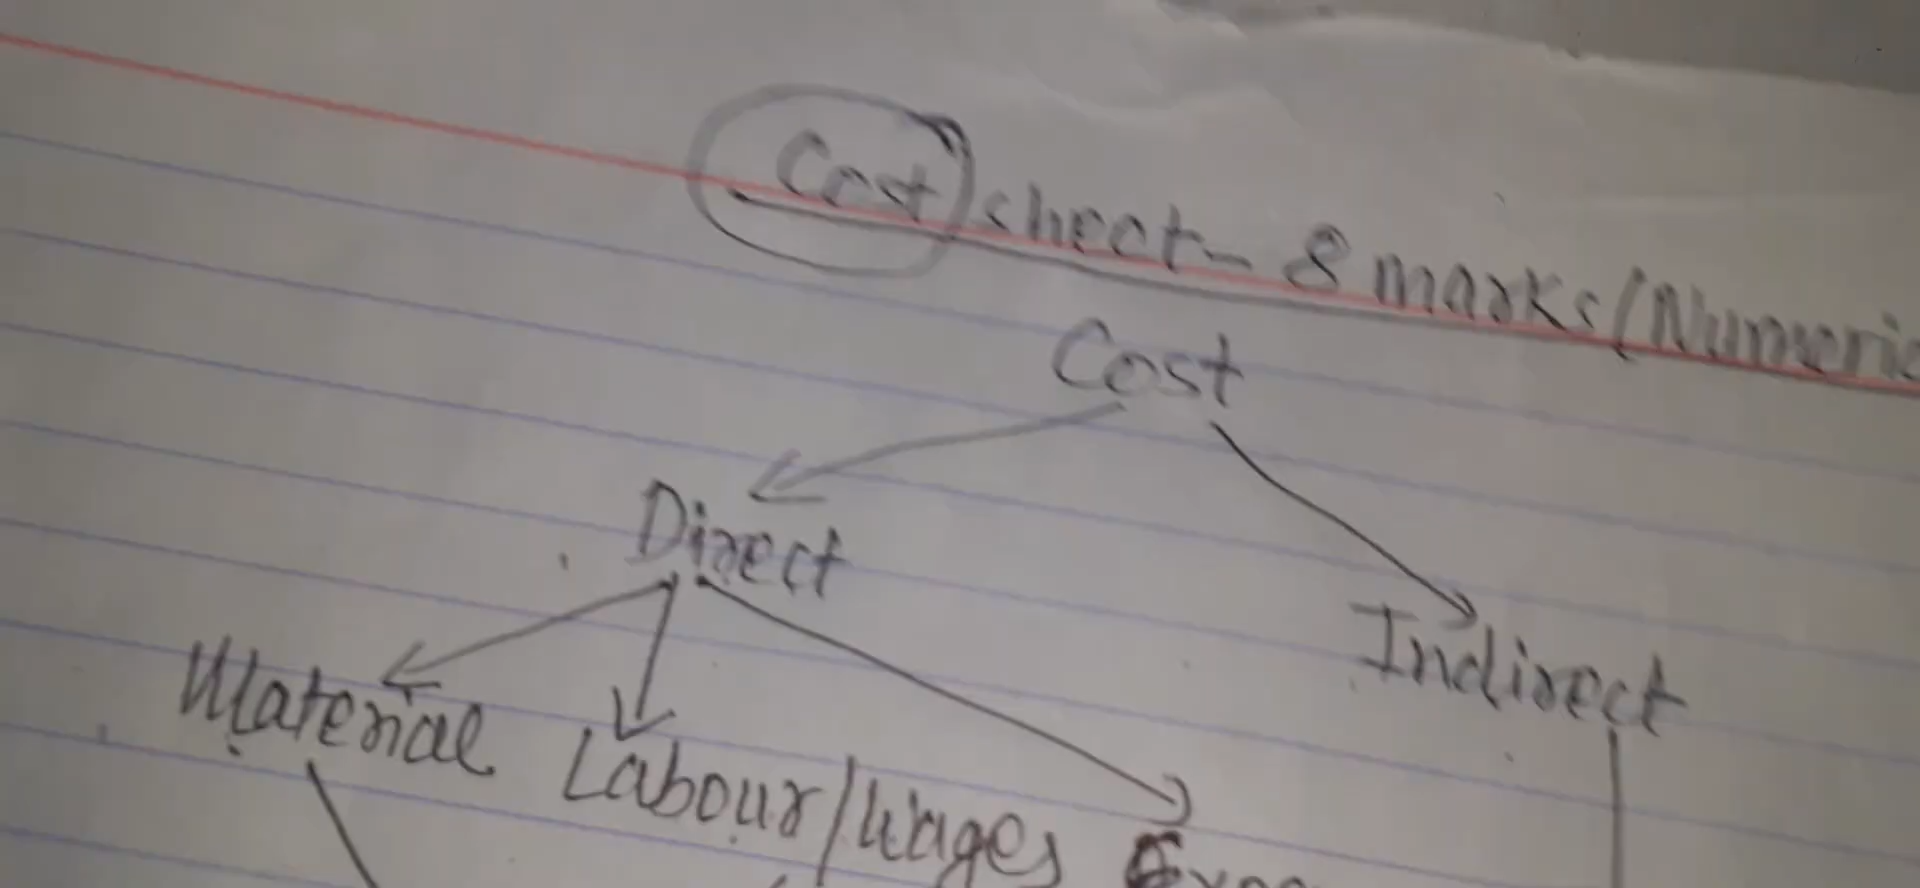 Cost sheet - 8 marks (Numeric
Cost
Direct
Indirect
Material Labour/Wages